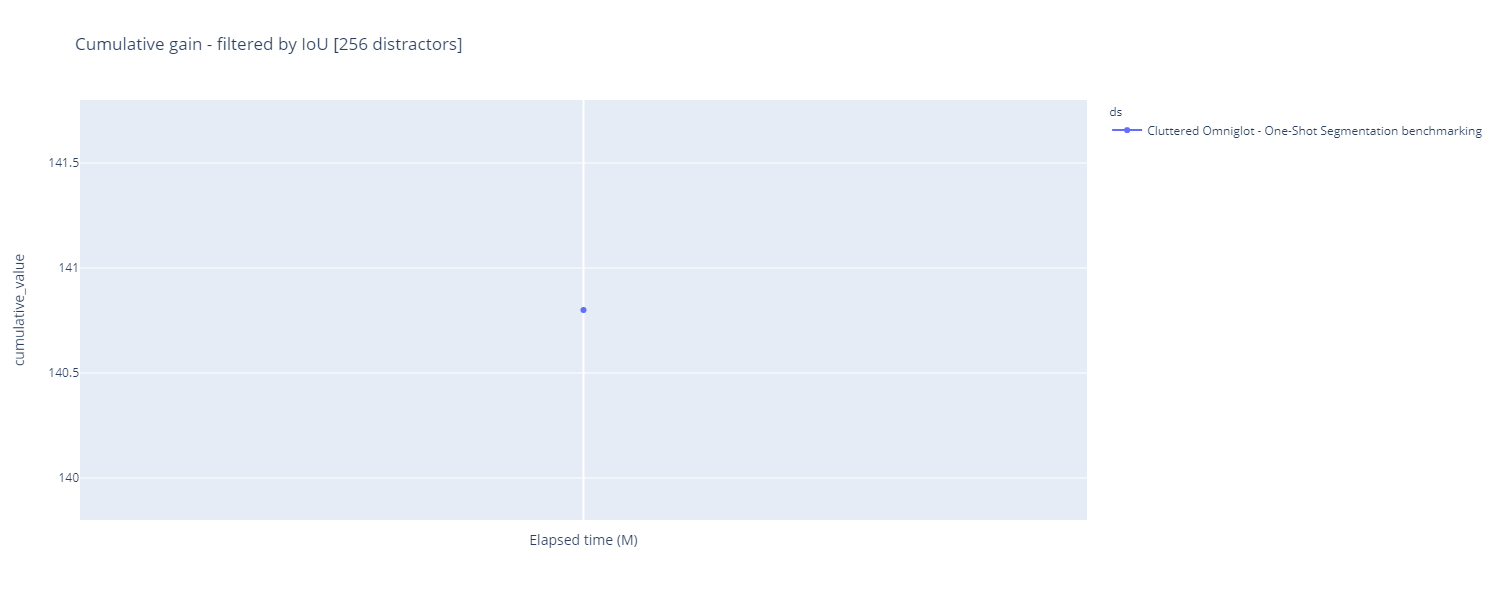 Cumulative gain - filtered by IoU [256 distractors]
ds
Cluttered Omniglot - One-Shot Segmentation benchmarking
141.5
141
140.5
140
cumulative_value
Elapsed time (M)